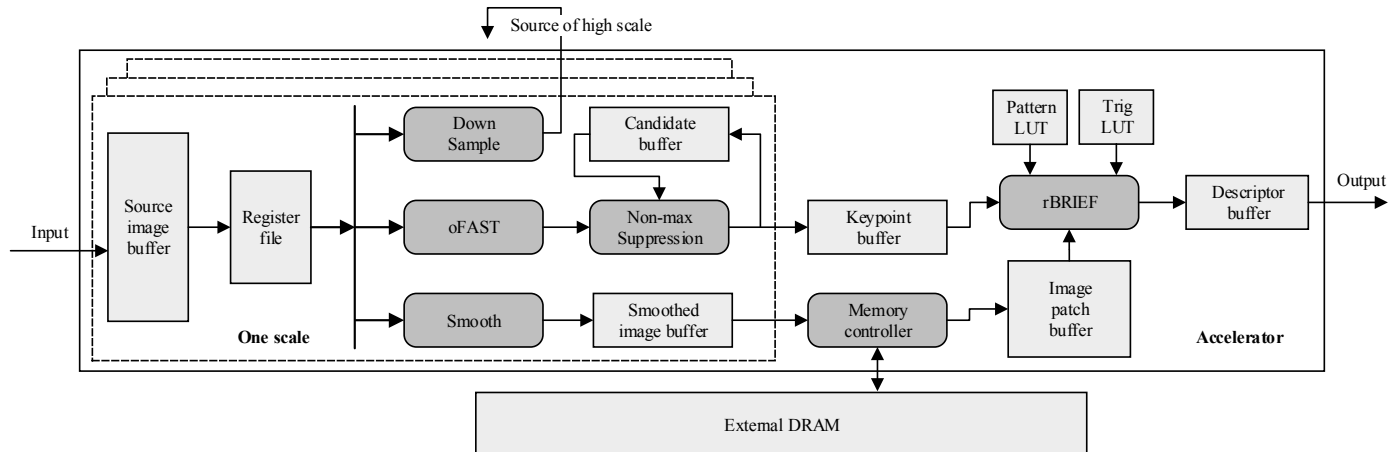 Source of high scale
Down
Sample
Candidate
buffer
Pattern
LUT
Trig
LUT
Input
Source
image
buffer
Register
file
oFAST
Non-max
Suppression
Keypoint
buffer
rBRIEF
Descriptor
buffer
Output
One scale
Smooth
Smoothed
image buffer
Memory
controller
Image
patch
buffer
Accelerator
External DRAM